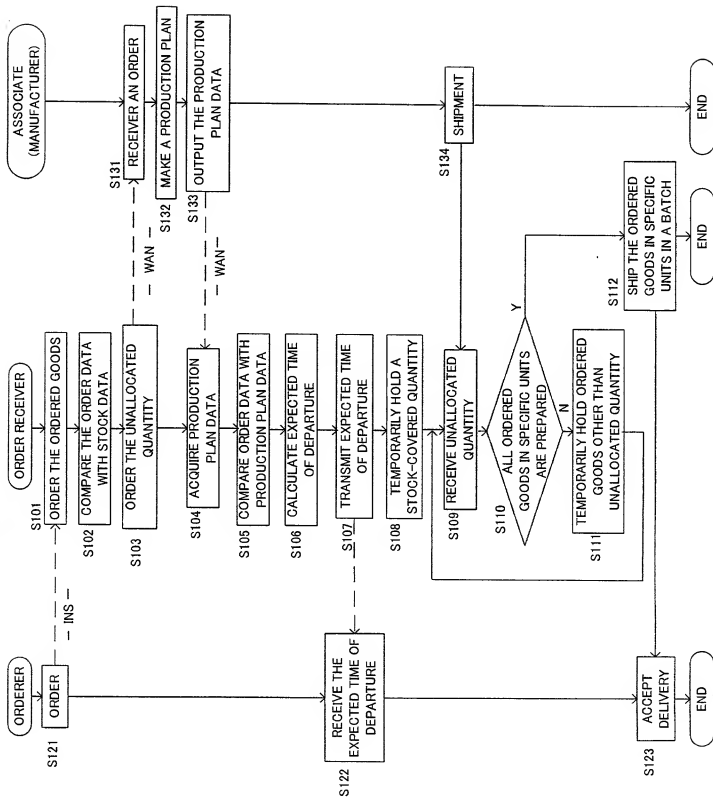 ORDERER
S121
ORDER
— INS —
S122
RECEIVE THE
EXPECTED TIME OF
DEPARTURE
S123
ACCEPT
DELIVERY
END
ORDER RECEIVER
S101
ORDER THE ORDERED GOODS
S102
COMPARE THE ORDER DATA
WITH STOCK DATA
S103
ORDER THE UNALLOCATED
QUANTITY
— WAN —
S104
ACQUIRE PRODUCTION
PLAN DATA
— WAN —
S105
COMPARE ORDER DATA WITH
PRODUCTION PLAN DATA
S106
CALCULATE EXPECTED TIME
OF DEPARTURE
S107
TRANSMIT EXPECTED TIME
OF DEPARTURE
S108
TEMPORARILY HOLD A
STOCK-COVERED QUANTITY
S109
RECEIVE UNALLOCATED
QUANTITY
S110
ALL ORDERED
GOODS IN SPECIFIC UNITS
ARE PREPARED
Y
N
S111
TEMPORARILY HOLD ORDERED
GOODS OTHER THAN
UNALLOCATED QUANTITY
S112
SHIP THE ORDERED
GOODS IN SPECIFIC
UNITS IN A BATCH
END
ASSOCIATE
(MANUFACTURER)
S131
RECEIVER AN ORDER
S132
MAKE A PRODUCTION PLAN
S133
OUTPUT THE PRODUCTION
PLAN DATA
S134
SHIPMENT
END